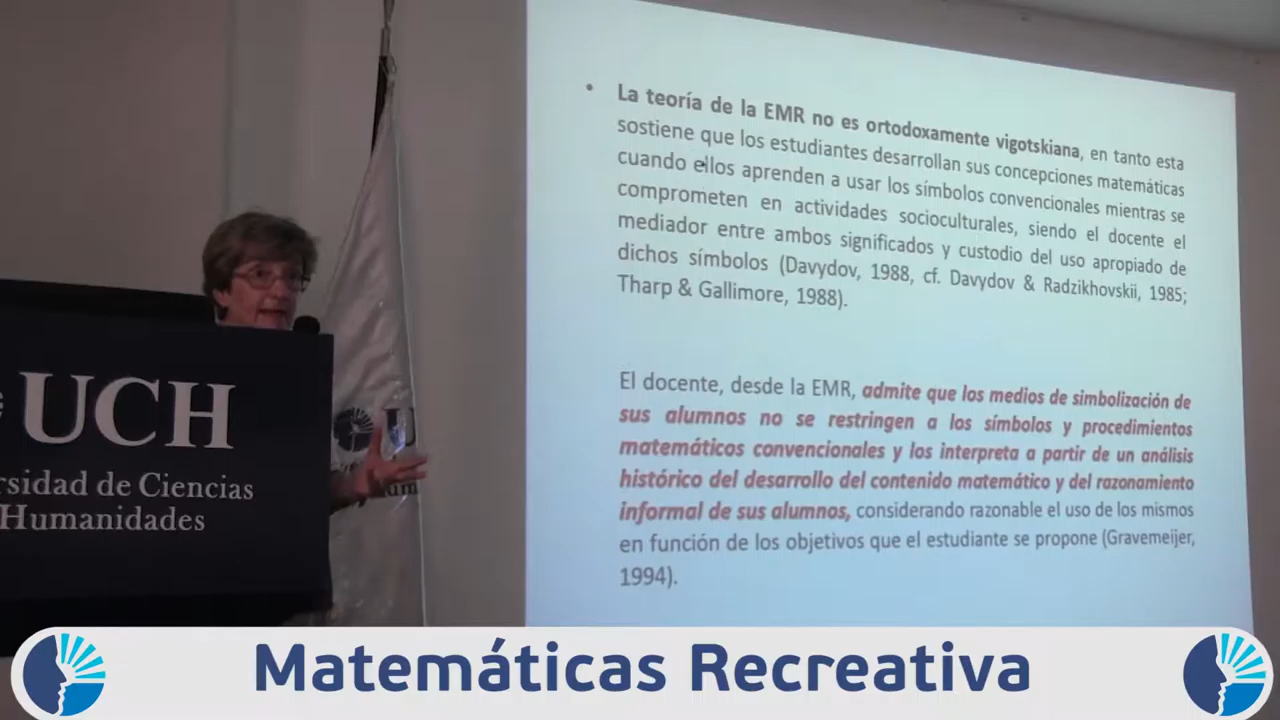 • La teoría de la EMR no es ortodoxamente vigotskiana, en tanto esta
sostiene que los estudiantes desarrollan sus concepciones matemáticas
cuando ellos aprenden a usar los símbolos convencionales mientras se
comprometen en actividades socioculturales, siendo el docente el
mediador entre ambos significados y custodio del uso apropiado de
dichos símbolos (Davydov, 1988, cf. Davydov & Radzikhovskii, 1985;
Tharp & Gallimore, 1988).
El docente, desde la EMR, admite que los medios de simbolización de
sus alumnos no se restringen a los símbolos y procedimientos
matemáticos convencionales y los interpreta a partir de un análisis
histórico del desarrollo del contenido matemático y del razonamiento
informal de sus alumnos, considerando razonable el uso de los mismos
en función de los objetivos que el estudiante se propone (Gravemeijer,
1994).
UCH
rsidad de Ciencias
Humanidades
Matemáticas Recreativa